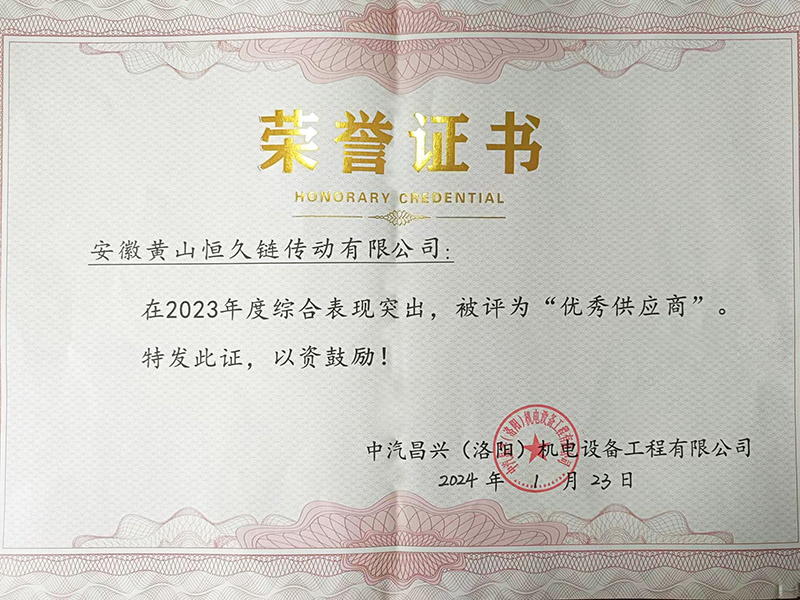 荣誉证书
HONORARY CREDENTIAL
安徽黄山恒久链传动有限公司:
在2023年度综合表现突出，被评为“优秀供应商”。
特发此证，以资鼓励！
中汽昌兴（洛阳）机电设备工程有限公司
2024年1月23日